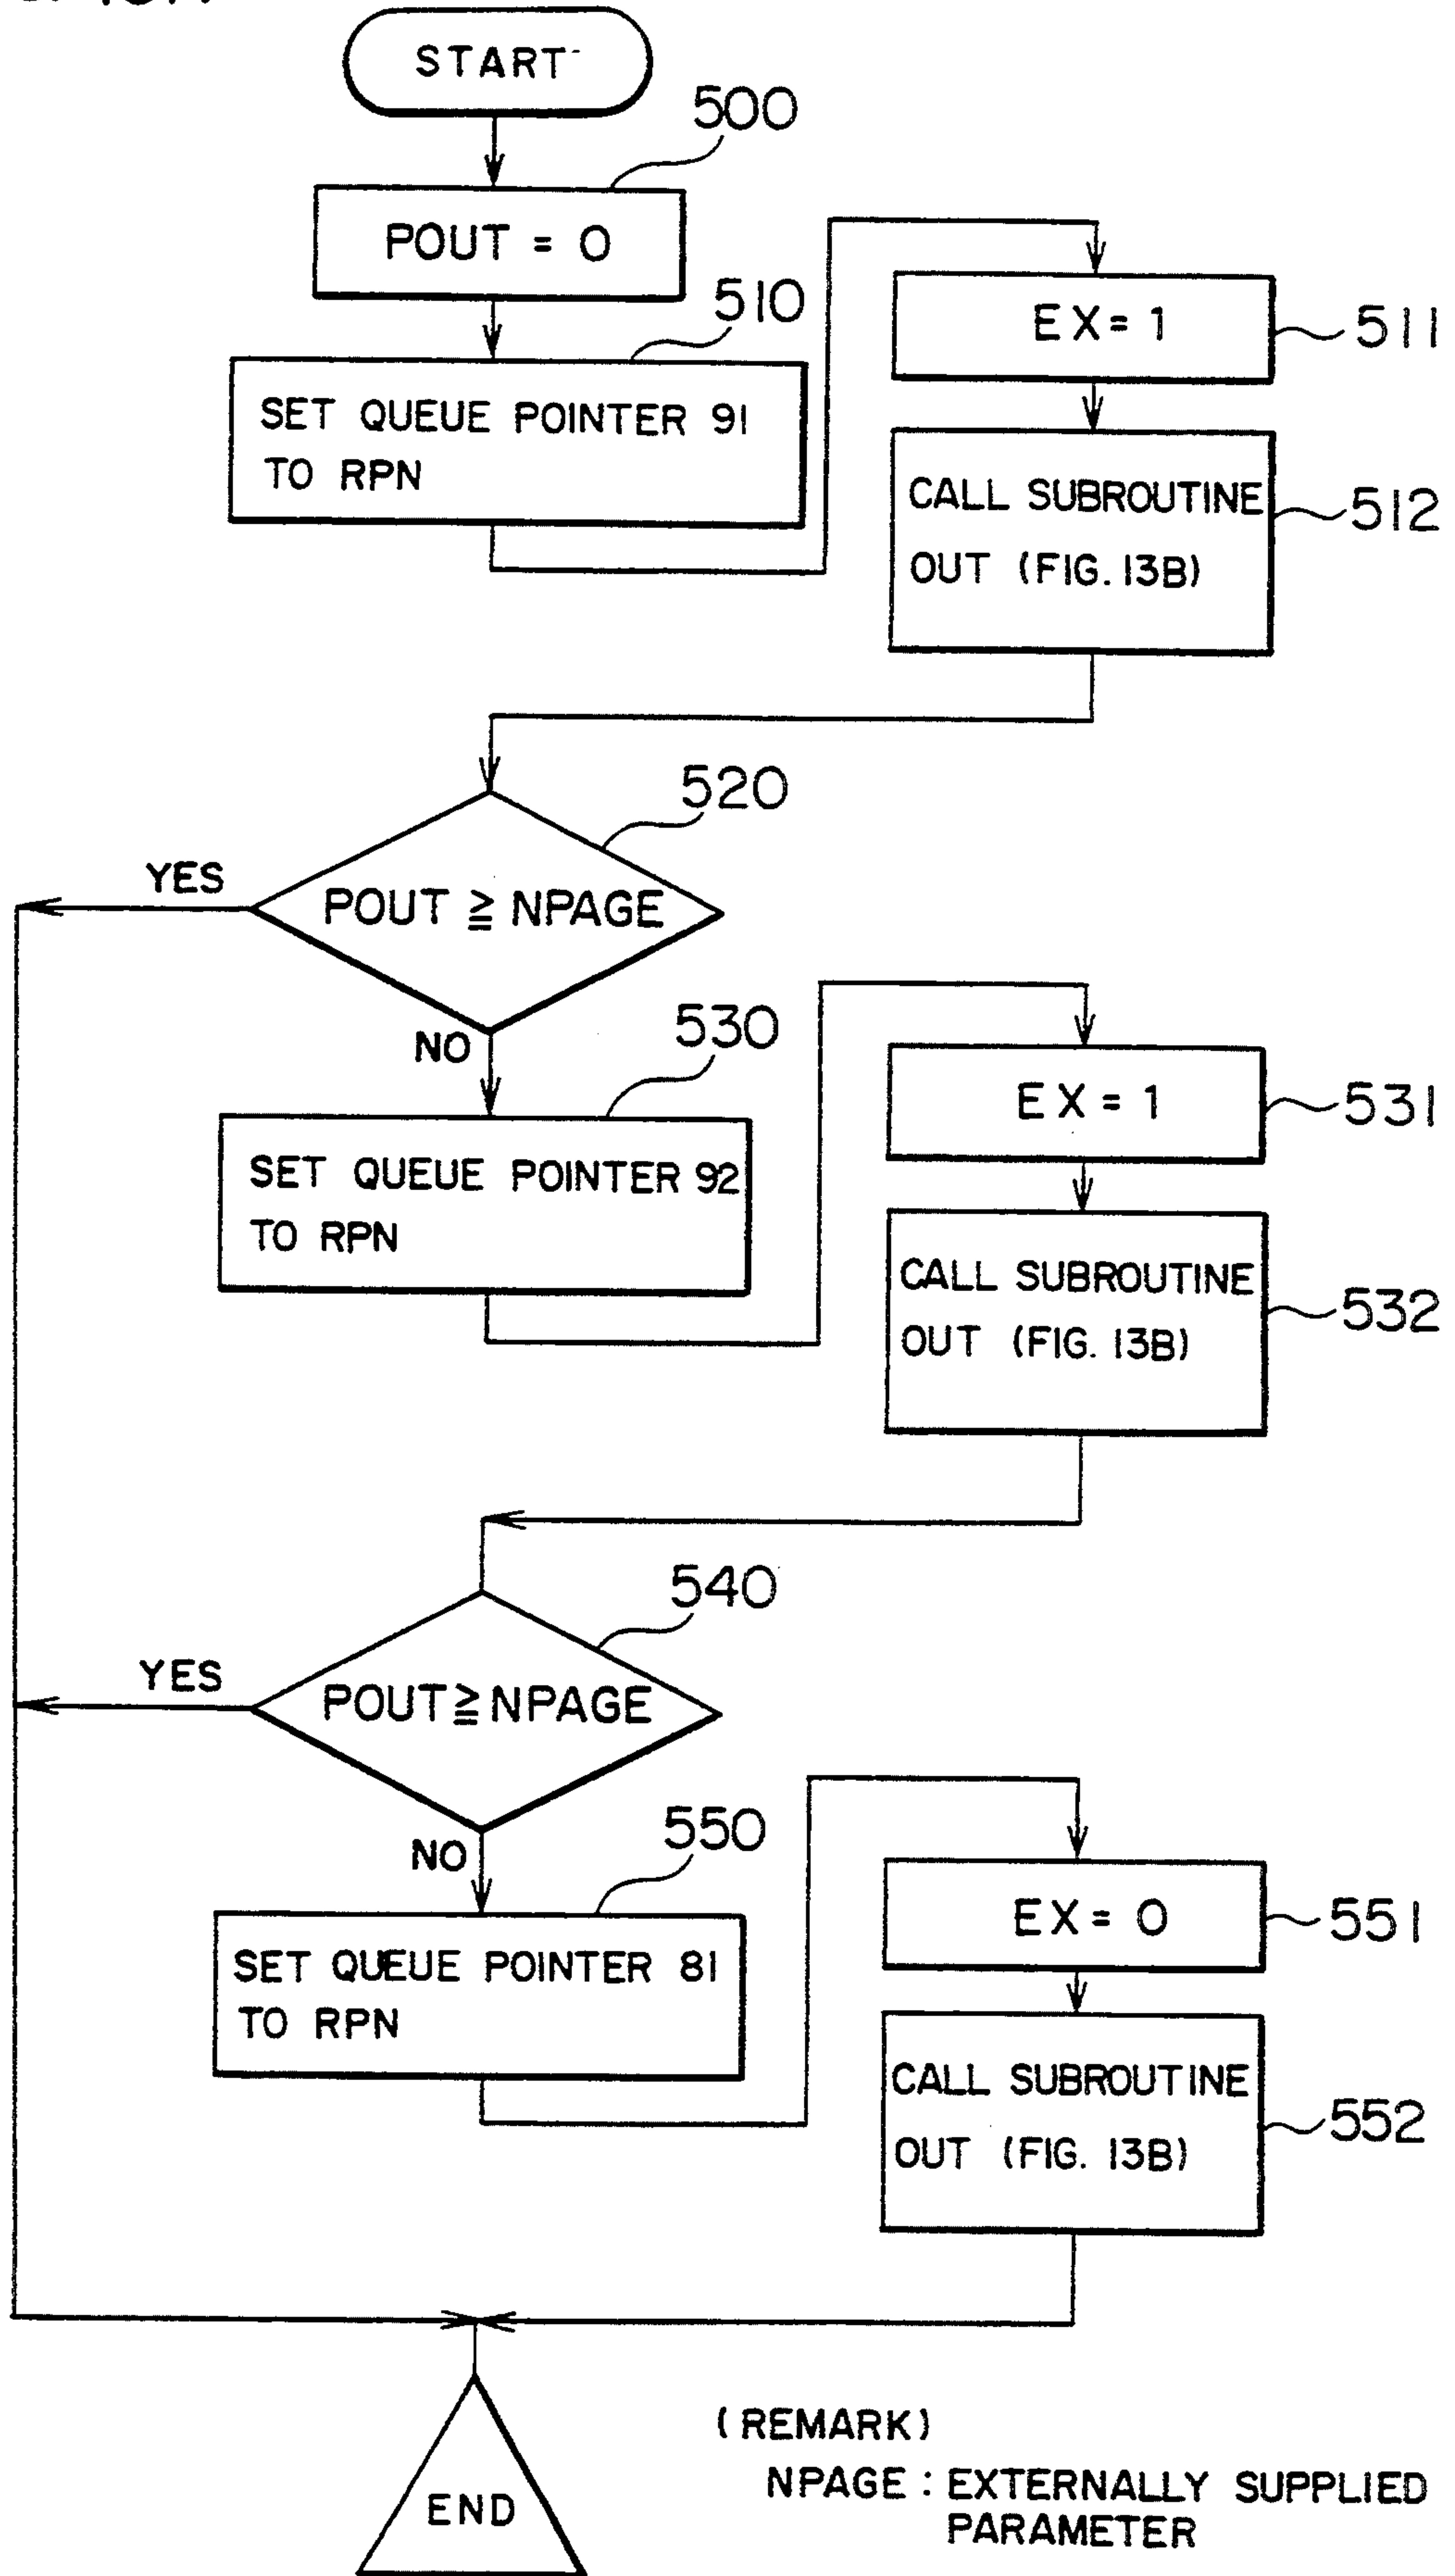 START
500
POUT = 0
510
SET QUEUE POINTER 91
TO RPN
EX = 1
511
CALL SUBROUTINE
OUT (FIG. 13B)
512
520
YES
POUT ≧ NPAGE
NO
530
SET QUEUE POINTER 92
TO RPN
EX = 1
531
CALL SUBROUTINE
OUT (FIG. 13B)
532
540
YES
POUT ≧ NPAGE
NO
550
SET QUEUE POINTER 81
TO RPN
EX = 0
551
CALL SUBROUTINE
OUT (FIG. 13B)
552
END
(REMARK)
NPAGE : EXTERNALLY SUPPLIED
PARAMETER